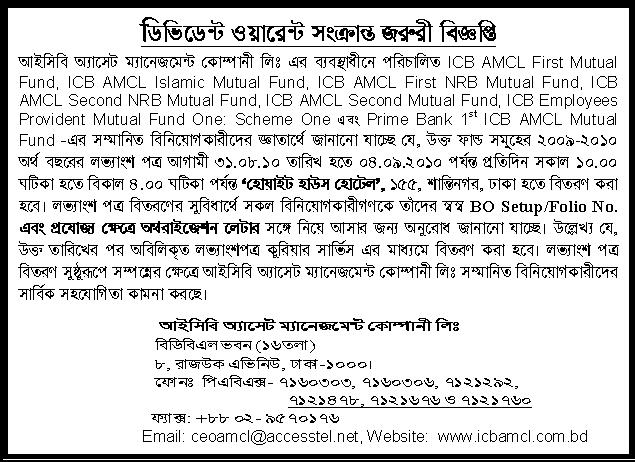 ডিভিডেন্ট ওয়ারেন্ট সংক্রান্ত জরুরী বিজ্ঞপ্তি
আইসিবি অ্যাসেট ম্যানেজমেন্ট কোম্পানী লিঃ এর ব্যবস্থাধীনে পরিচালিত ICB AMCL First Mutual
Fund, ICB AMCL Islamic Mutual Fund, ICB AMCL First NRB Mutual Fund, ICB
AMCL Second NRB Mutual Fund, ICB AMCL Second Mutual Fund, ICB Employees
Provident Mutual Fund One: Scheme One এবং Prime Bank 1st ICB AMCL Mutual
Fund -এর সম্মানিত বিনিয়োগকারীদের জ্ঞাতার্থে জানানো যাচ্ছে যে, উক্ত ফান্ড সমূহের ২০০৯-২০১০
অর্থ বছরের লভ্যাংশ পত্র আগামী ৩১.০৮.১০ তারিখ হতে ০৪.০৯.২০১০ পর্যন্ত প্রতিদিন সকাল ১০.০০
ঘটিকা হতে বিকাল ৪.০০ ঘটিকা পর্যন্ত ‘হোয়াইট হাউস হোটেল’, ১৫৫, শান্তিনগর, ঢাকা হতে বিতরণ করা
হবে। লভ্যাংশ পত্র বিতরণের সুবিধার্থে সকল বিনিয়োগকারীগণকে তাঁদের স্বস্ব BO Setup/Folio No.
এবং প্রযোজ্য ক্ষেত্রে অথরাইজেশন লেটার সঙ্গে নিয়ে আসার জন্য অনুরোধ জানানো যাচ্ছে। উল্লেখ্য যে,
উক্ত তারিখের পর অবিলিকৃত লভ্যাংশপত্র কুরিয়ার সার্ভিস এর মাধ্যমে বিতরণ করা হবে। লভ্যাংশ পত্র
বিতরণ সুষ্ঠুরূপে সম্পন্নের ক্ষেত্রে আইসিবি অ্যাসেট ম্যানেজমেন্ট কোম্পানী লিঃ সম্মানিত বিনিয়োগকারীদের
সার্বিক সহযোগিতা কামনা করছে।
আইসিবি অ্যাসেট ম্যানেজমেন্ট কোম্পানী লিঃ
বিডিবিএল ভবন (১৬তলা)
৮, রাজউক এভিনিউ, ঢাকা-১০০০।
ফোনঃ পিএবিএক্স- ৭১৬০৩০৩, ৭১৬০৩০৬, ৭১২১২৯২,
৭১২১৪৭৮, ৭১২১৬৭৬ ও ৭১২১৭৬০
ফ্যাক্স: +৮৮ ০২- ৯৫৭০১৭৬
Email: ceoamcl@accesstel.net, Website: www.icbamcl.com.bd